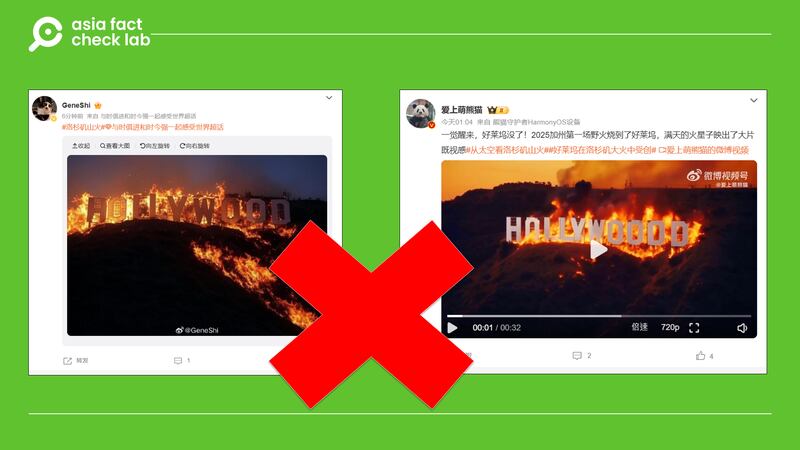 asia fact
check lab
GeneShi
6分钟前 来自 与时俱进和时今强一起感受世界超话
#洛杉矶山火#与时俱进和时今强一起感受世界超话
收起 查看大图 向左旋转 向右旋转
HOLLYWOOD
@GeneShi
转发 1
爱上萌熊猫
今天01:04 来自 熊猫守护者HarmonyOS设备
一觉醒来，好莱坞没了！2025加州第一场野火烧到了好莱坞，满天的火星子映出了大片
既视感#从太空看洛杉矶山火##好莱坞在洛杉矶大火中受创# 爱上萌熊猫的微博视频
微博视频号
@爱上萌熊猫
HOLLYWOOOD
00:01 / 00:32 倍速 720p
2 4